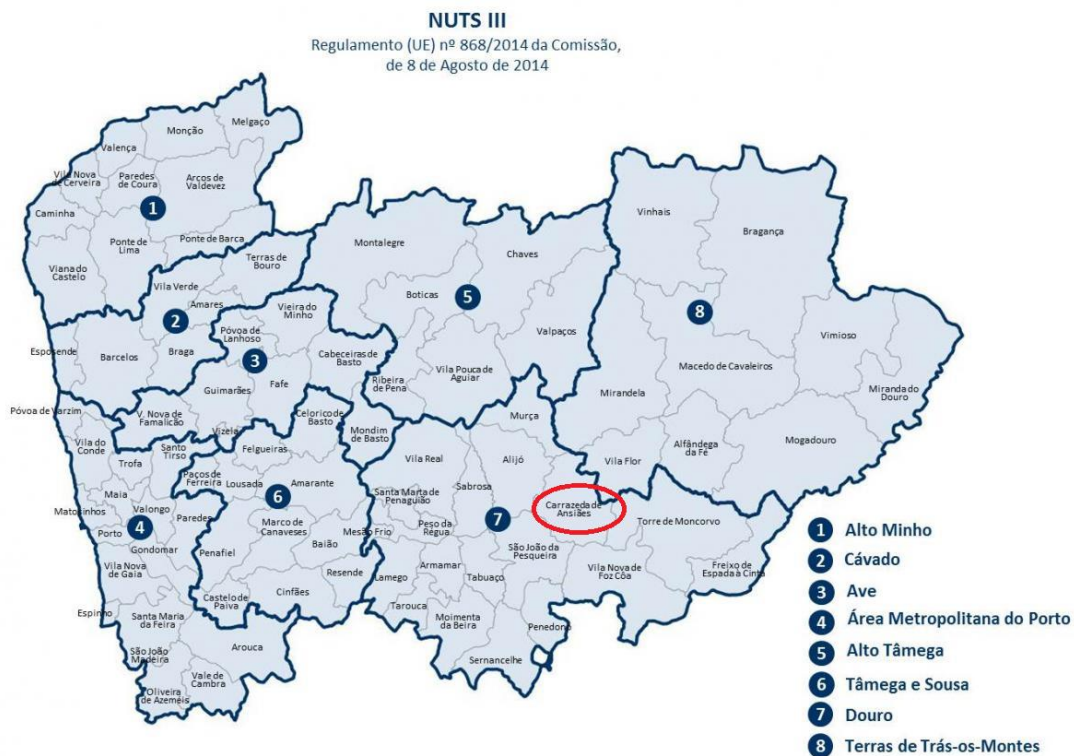 NUTS III
Regulamento (UE) nº 868/2014 da Comissão,
de 8 de Agosto de 2014
Melgaço
Monção
Valença
Vila Nova
de Cerveira
Paredes
de Coura
Arcos de
Valdevez
1
Caminha
Ponte de
Lima
Ponte de Barca
Viana do
Castelo
Terras de
Bouro
Vila Verde
Amares
2
Esposende
Barcelos
Braga
Vieira do
Minho
Póvoa de
Lanhoso
3
Cabeceiras de
Basto
Fafe
Guimarães
V. Nova de
Famalicão
Vizela
Póvoa de Varzim
Vila do
Conde
Santo
Tirso
Trofa
Maia
Matosinhos
Valongo
4
Paredes
Porto
Gondomar
Vila Nova
de Gaia
Espinho
Santa Maria
da Feira
Arouca
São João
Madeira
Vale de
Cambra
Oliveira
de Azeméis
Montalegre
Chaves
Boticas
5
Valpaços
Vila Pouca de
Aguiar
Ribeira
de Pena
Celorico de
Basto
Mondim
de Basto
Felgueiras
Paços de
Ferreira
Lousada
Amarante
6
Marco de
Canaveses
Penafiel
Baião
Resende
Castelo de
Paiva
Cinfães
Murça
Vila Real
Alijó
Sabrosa
Santa Marta de
Penaguião
Carrazeda de
Ansiães
7
Mesão Frio
Peso da
Régua
Torre de Moncorvo
São João da
Pesqueira
Armamar
Lamego
Tabuaço
Vila Nova de
Foz Côa
Freixo de
Espada à Cinta
Tarouca
Moimenta
da Beira
Penedono
Sernancelhe
Vinhais
Bragança
8
Vimioso
Macedo de Cavaleiros
Mirandela
Miranda do
Douro
Mogadouro
Alfândega
da Fé
Vila Flor
1 Alto Minho
2 Cávado
3 Ave
4 Área Metropolitana do Porto
5 Alto Tâmega
6 Tâmega e Sousa
7 Douro
8 Terras de Trás-os-Montes